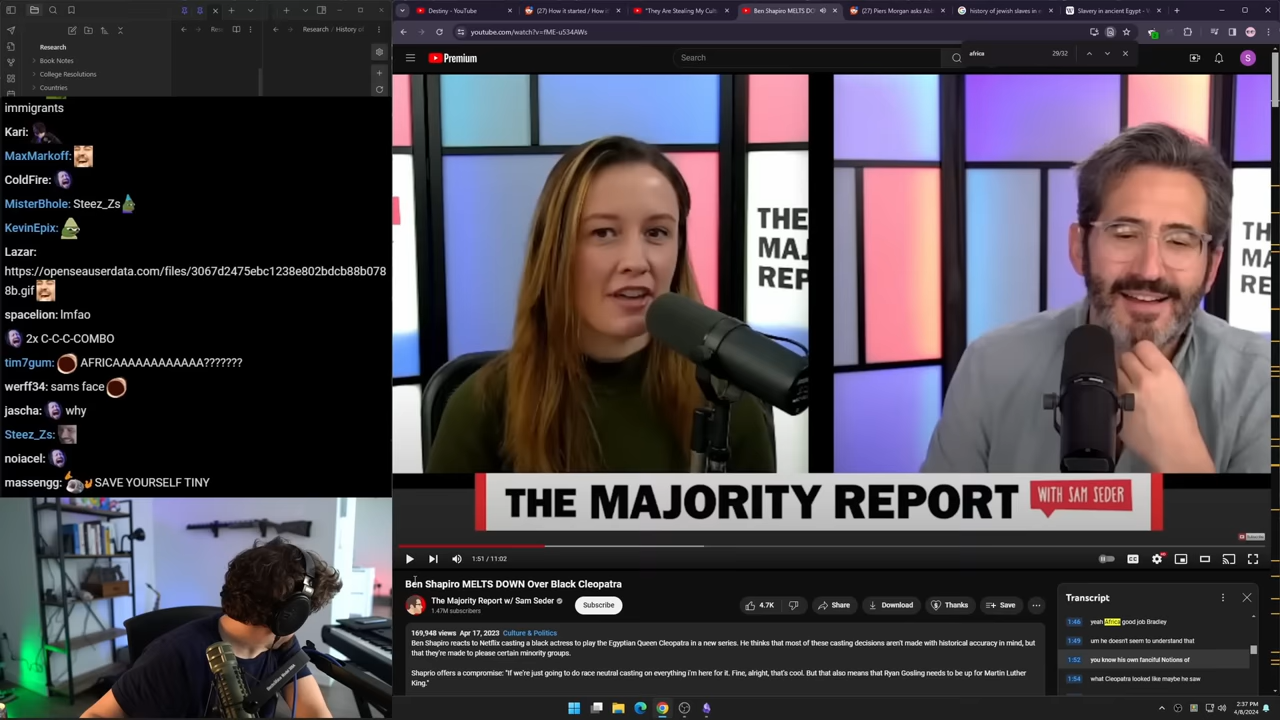 Destiny - YouTube
(27) How it started / How it
"They Are Stealing My Cult
Ben Shapiro MELTS DO
(27) Piers Morgan asks Abb
history of jewish slaves in e
Slavery in ancient Egypt - W
youtube.com/watch?v=fME-u534AWs
Research / History of
Research
Book Notes
College Resolutions
Countries
Premium
Search
africa
29/32
S
immigrants
Kari:
MaxMarkoff:
ColdFire:
MisterBhole: Steez_Zs
KevinEpix:
Lazar:
https://openseauserdata.com/files/3067d2475ebc1238e802bdcb88b078
8b.gif
spacelion: lmfao
2x C-C-C-COMBO
tim7gum: AFRICAAAAAAAAAAAA???????
werff34: sams face
jascha: why
Steez_Zs:
noiacel:
massengg: SAVE YOURSELF TINY
THE
MAJ
REP
TH
MA
RE
THE MAJORITY REPORT WITH SAM SEDER
1:51 / 11:02
Ben Shapiro MELTS DOWN Over Black Cleopatra
The Majority Report w/ Sam Seder
1.47M subscribers
Subscribe
4.7K
Share
Download
Thanks
Save
169,948 views Apr 17, 2023 Culture & Politics
Ben Shapiro reacts to Netflix casting a black actress to play the Egyptian Queen Cleopatra in a new series. He thinks that most of these casting decisions aren't made with historical accuracy in mind, but
that they're made to please certain minority groups.
Shaprio offers a compromise: "If we're just going to do race neutral casting on everything i'm here for it. Fine, alright, that's cool. But that also means that Ryan Gosling needs to be up for Martin Luther
King."
Transcript
1:46 yeah Africa good job Bradley
1:49 um he doesn't seem to understand that
1:52 you know his own fanciful Notions of
1:54 what Cleopatra looked like maybe he saw
2:37 PM
4/8/2024